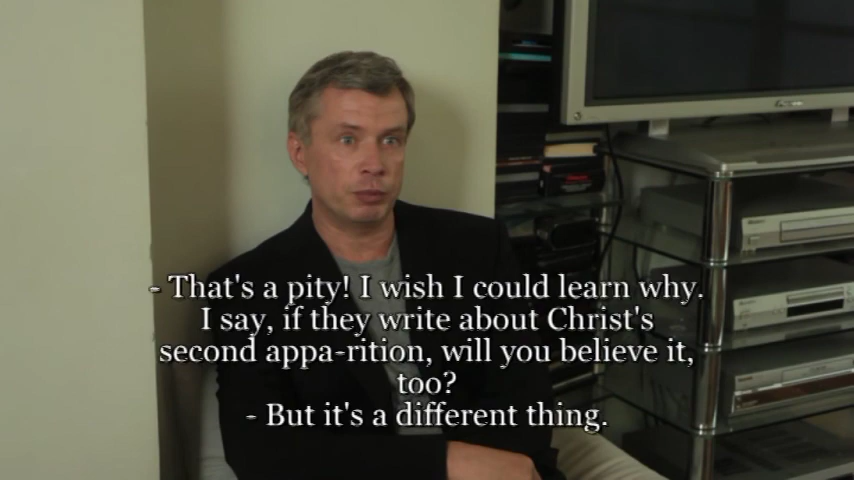 - That's a pity! I wish I could learn why.
I say, if they write about Christ's
second appa-rition, will you believe it,
too?
- But it's a different thing.